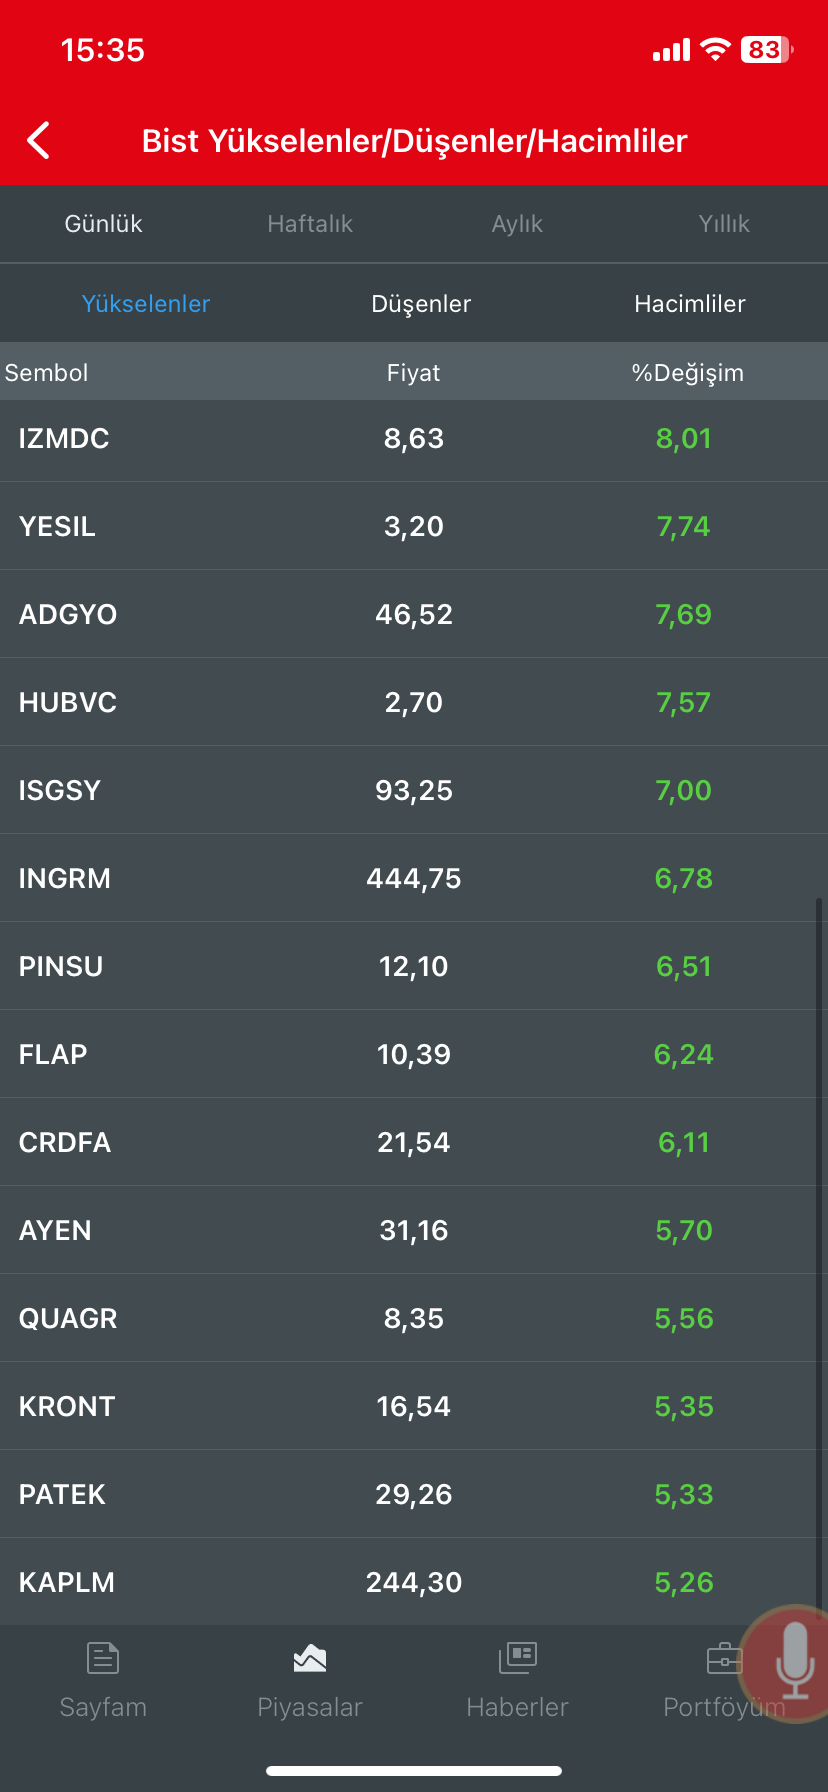 15:35 83
Bist Yükselenler/Düşenler/Hacimliler
Günlük Haftalık Aylık Yıllık
Yükselenler Düşenler Hacimliler
Sembol Fiyat %Değişim
IZMDC 8,63 8,01
YESIL 3,20 7,74
ADGYO 46,52 7,69
HUBVC 2,70 7,57
ISGSY 93,25 7,00
INGRM 444,75 6,78
PINSU 12,10 6,51
FLAP 10,39 6,24
CRDFA 21,54 6,11
AYEN 31,16 5,70
QUAGR 8,35 5,56
KRONT 16,54 5,35
PATEK 29,26 5,33
KAPLM 244,30 5,26
Sayfam Piyasalar Haberler Portföyüm